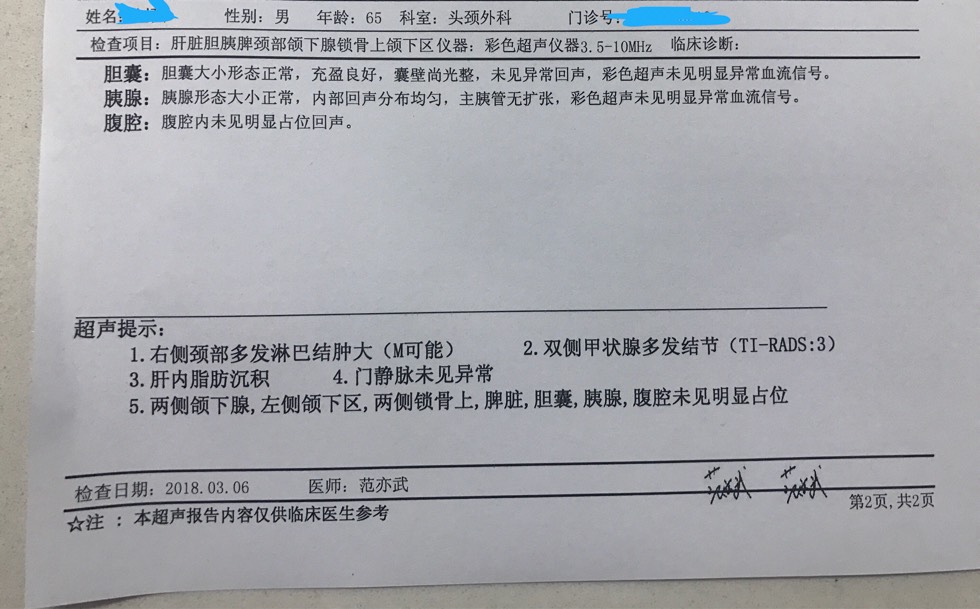 姓名: 性别：男 年龄：65 科室：头颈外科 门诊号:
检查项目：肝脏胆胰脾颈部颌下腺锁骨上颌下区 仪器：彩色超声仪器3.5-10MHz 临床诊断：
胆囊：胆囊大小形态正常，充盈良好，囊壁尚光整，未见异常回声，彩色超声未见明显异常血流信号。
胰腺：胰腺形态大小正常，内部回声分布均匀，主胰管无扩张，彩色超声未见明显异常血流信号。
腹腔：腹腔内未见明显占位回声。
超声提示：
1.右侧颈部多发淋巴结肿大（M可能） 2.双侧甲状腺多发结节（TI-RADS:3）
3.肝内脂肪沉积 4.门静脉未见异常
5.两侧颌下腺,左侧颌下区,两侧锁骨上,脾脏,胆囊,胰腺,腹腔未见明显占位
检查日期：2018.03.06 医师：范亦武 范亦武 范亦武
第2页,共2页
☆注 ：本超声报告内容仅供临床医生参考